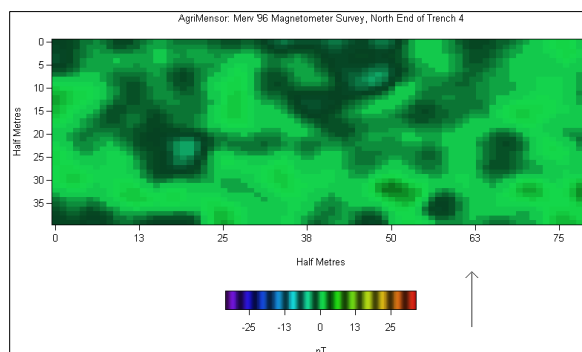 AgriMensor: Merv '96 Magnetometer Survey, North End of Trench 4
Half Metres
0
5
10
15
20
25
30
35
0 13 25 38 50 63 75
Half Metres
-25 -13 0 13 25
nT